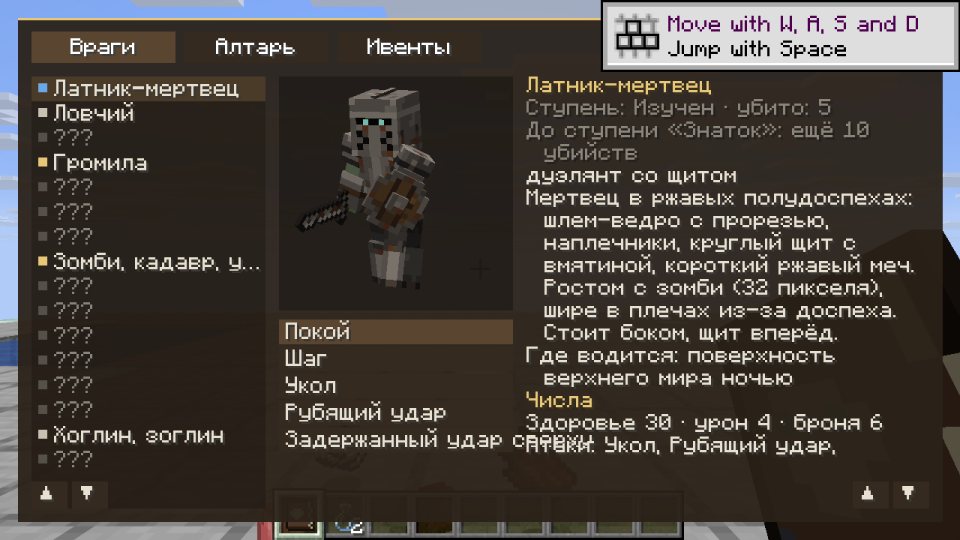 Враги
Алтарь
Ивенты
Move with W, A, S and D
Jump with Space
Латник-мертвец
Ловчий
???
Громила
???
???
???
Зомби, кадавр, у...
???
???
???
???
???
???
Хоглин, зоглин
???
Покой
Шаг
Укол
Рубящий удар
Задержанный удар сверху
Латник-мертвец
Ступень: Изучен · убито: 5
До ступени «Знаток»: ещё 10
убийств
дуэлянт со щитом
Мертвец в ржавых полудоспехах:
шлем-ведро с прорезью,
наплечники, круглый щит с
вмятиной, короткий ржавый меч.
Ростом с зомби (32 пикселя),
шире в плечах из-за доспеха.
Стоит боком, щит вперёд.
Где водится: поверхность
верхнего мира ночью
Числа
Здоровье 30 · урон 4 · броня 6
Атаки: Укол, Рубящий удар,
2